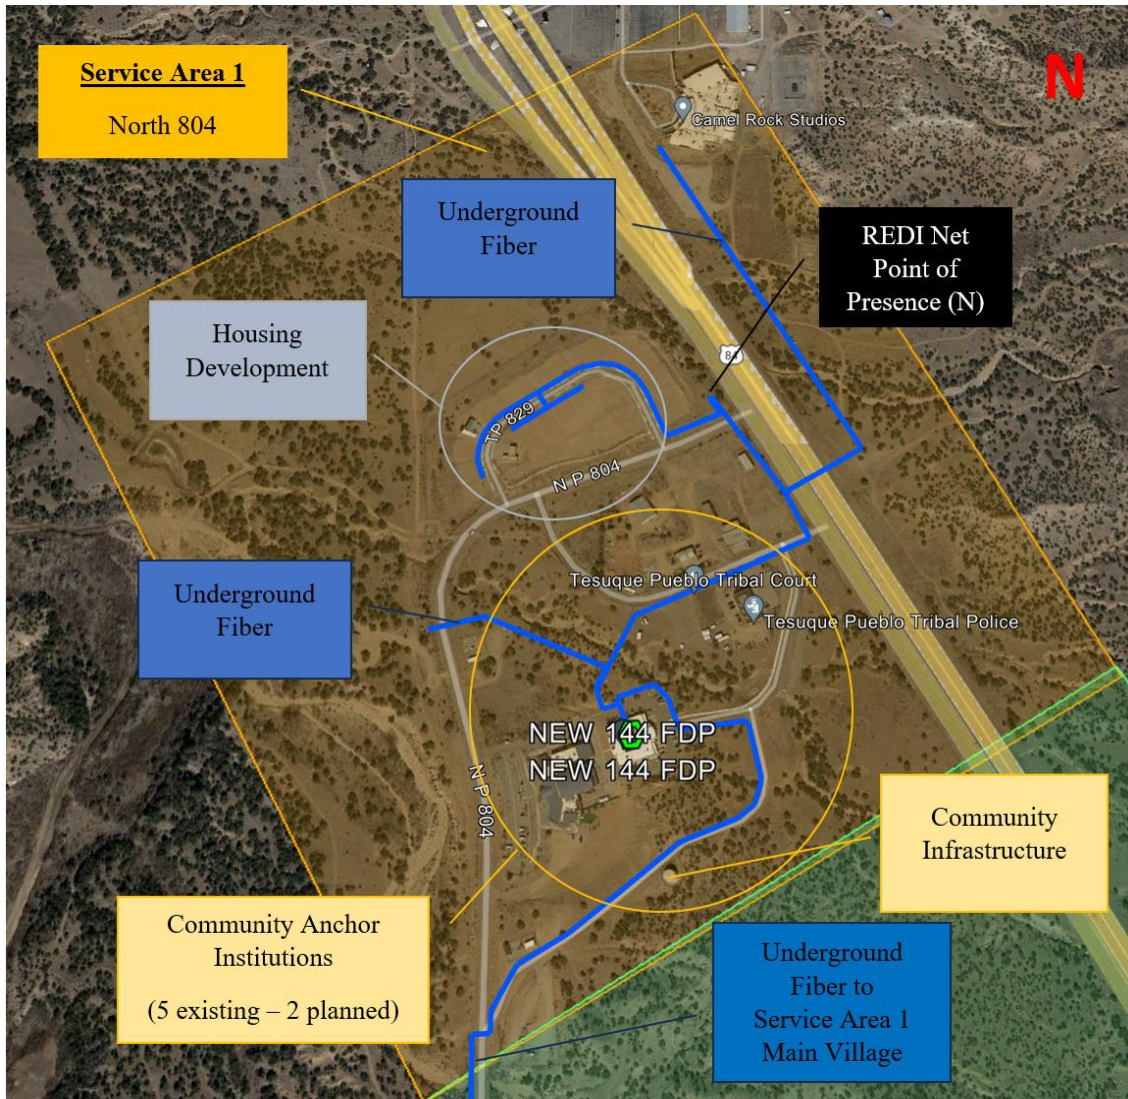 Service Area 1
North 804
N
Camel Rock Studios
Underground
Fiber
REDI Net
Point of
Presence (N)
Housing
Development
84
TP 829
N P 804
Underground
Fiber
Tesuque Pueblo Tribal Court
Tesuque Pueblo Tribal Police
NEW 144 FDP
NEW 144 FDP
N P 804
Community
Infrastructure
Community Anchor
Institutions
(5 existing – 2 planned)
Underground
Fiber to
Service Area 1
Main Village